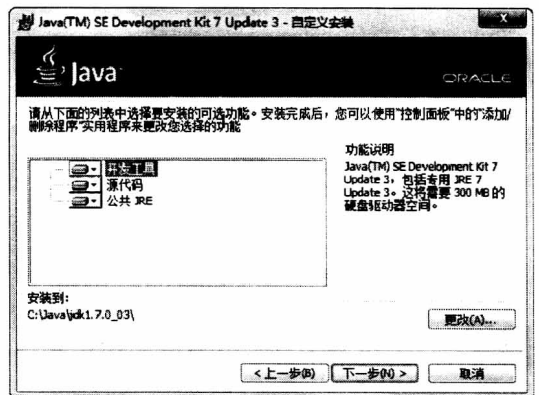 Java(TM) SE Development Kit 7 Update 3 - 自定义安装
Java
ORACLE
请从下面的列表中选择要安装的可选功能。安装完成后，您可以使用"控制面板"中的"添加/
删除程序"实用程序来更改您选择的功能
开发工具
源代码
公共 JRE
功能说明
Java(TM) SE Development Kit 7
Update 3，包括专用 JRE 7
Update 3。这将需要 300 MB 的
硬盘驱动器空间。
安装到：
C:\Java\jdk1.7.0_03\
更改(A)...
<上一步(B)
下一步(N) >
取消